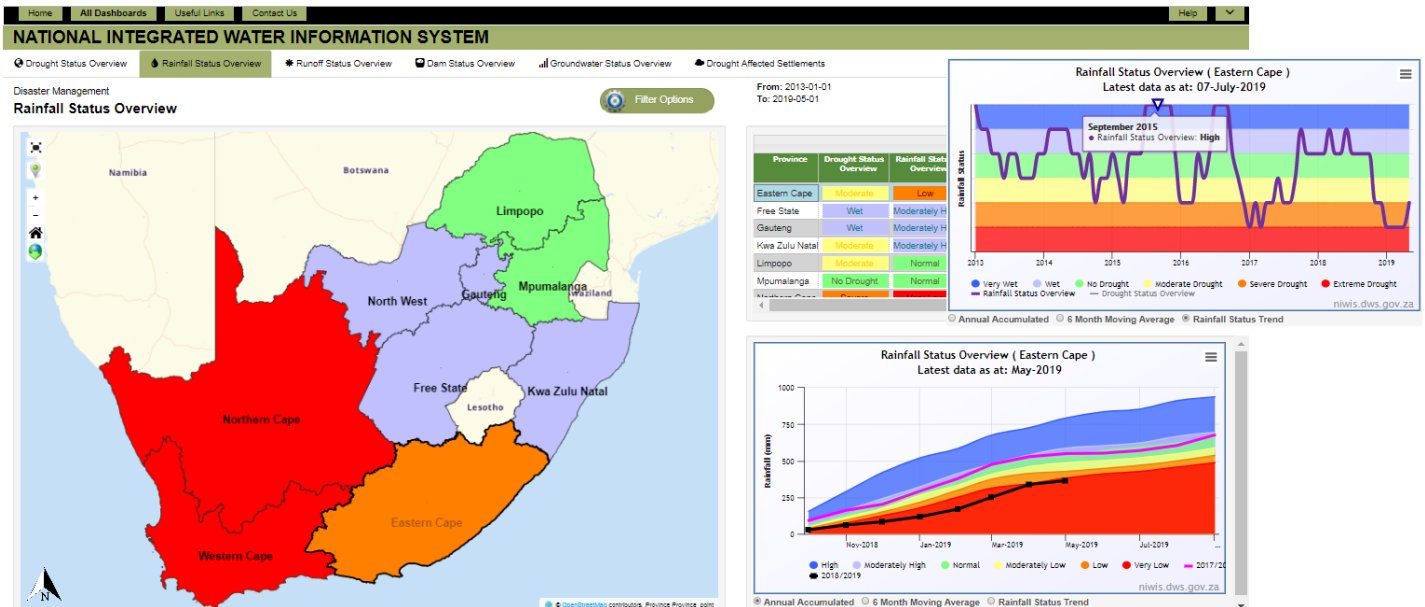 Home All Dashboards Useful Links Contact Us Help
NATIONAL INTEGRATED WATER INFORMATION SYSTEM
Drought Status Overview Rainfall Status Overview Runoff Status Overview Dam Status Overview Groundwater Status Overview Drought Affected Settlements
Disaster Management
Rainfall Status Overview
Filter Options
From: 2013-01-01
To: 2019-05-01
Namibia
Botswana
Limpopo
Mpumalanga
waziland
Gauteng
North West
Free State
Kwa Zulu Natal
Lesotho
Northern Cape
Eastern Cape
Western Cape
N
+
−
© OpenStreetMap contributors, Province Province_point
Province Drought Status Overview Rainfall Statu Overview
Eastern Cape Moderate Low
Free State Wet Moderately H
Gauteng Wet Moderately H
Kwa Zulu Natal Moderate Moderately H
Limpopo Moderate Normal
Mpumalanga No Drought Normal
Rainfall Status Overview ( Eastern Cape )
Latest data as at: 07-July-2019
September 2015
Rainfall Status Overview: High
Rainfall Status
2013 2014 2015 2016 2017 2018 2019
Very Wet Wet No Drought Moderate Drought Severe Drought Extreme Drought
Rainfall Status Overview Drought Status Overview
niwis.dws.gov.za
Annual Accumulated 6 Month Moving Average Rainfall Status Trend
Rainfall Status Overview ( Eastern Cape )
Latest data as at: May-2019
Rainfall (mm)
1000
750
500
250
0
Nov-2018 Jan-2019 Mar-2019 May-2019 Jul-2019 ...
High Moderately High Normal Moderately Low Low Very Low 2017/20
2018/2019
niwis.dws.gov.za
Annual Accumulated 6 Month Moving Average Rainfall Status Trend